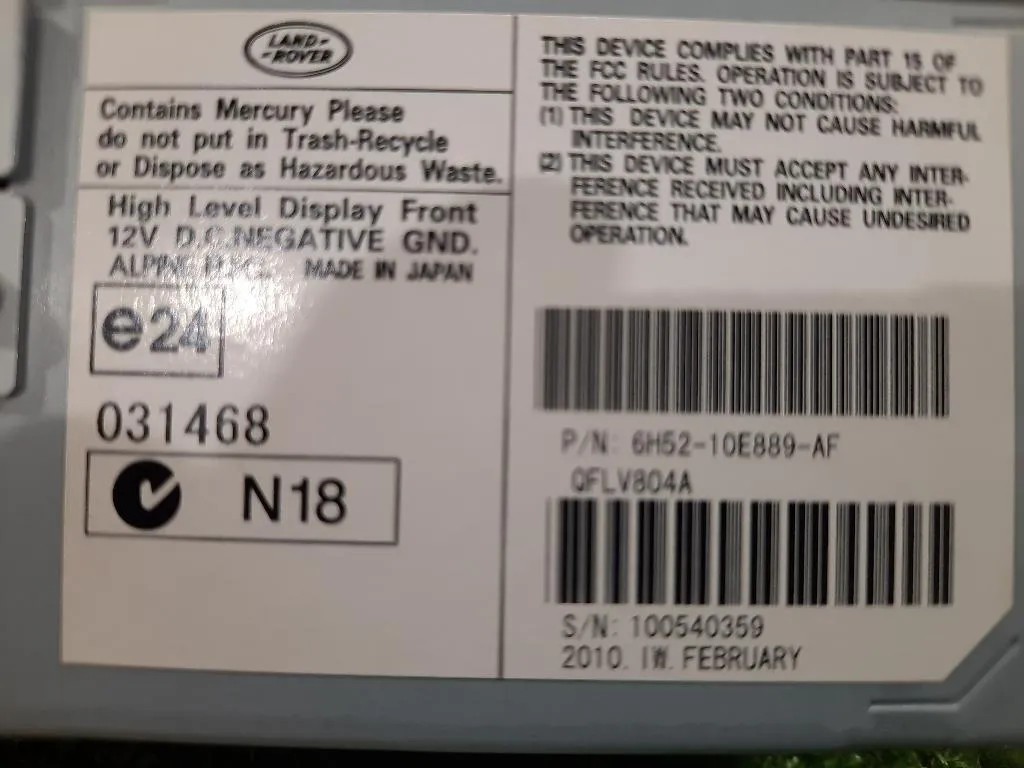 LAND-
-ROVER
Contains Mercury Please
do not put in Trash-Recycle
or Dispose as Hazardous Waste.
High Level Display Front
12V D.C.NEGATIVE GND.
ALPINE MADE IN JAPAN
e24
031468
N18
THIS DEVICE COMPLIES WITH PART 15 OF
THE FCC RULES. OPERATION IS SUBJECT TO
THE FOLLOWING TWO CONDITIONS:
(1) THIS DEVICE MAY NOT CAUSE HARMFUL
INTERFERENCE.
(2) THIS DEVICE MUST ACCEPT ANY INTER-
FERENCE RECEIVED INCLUDING INTER-
FERENCE THAT MAY CAUSE UNDESIRED
OPERATION.
P/N: 6H52-10E889-AF
QFLV804A
S/N: 100540359
2010. IW. FEBRUARY